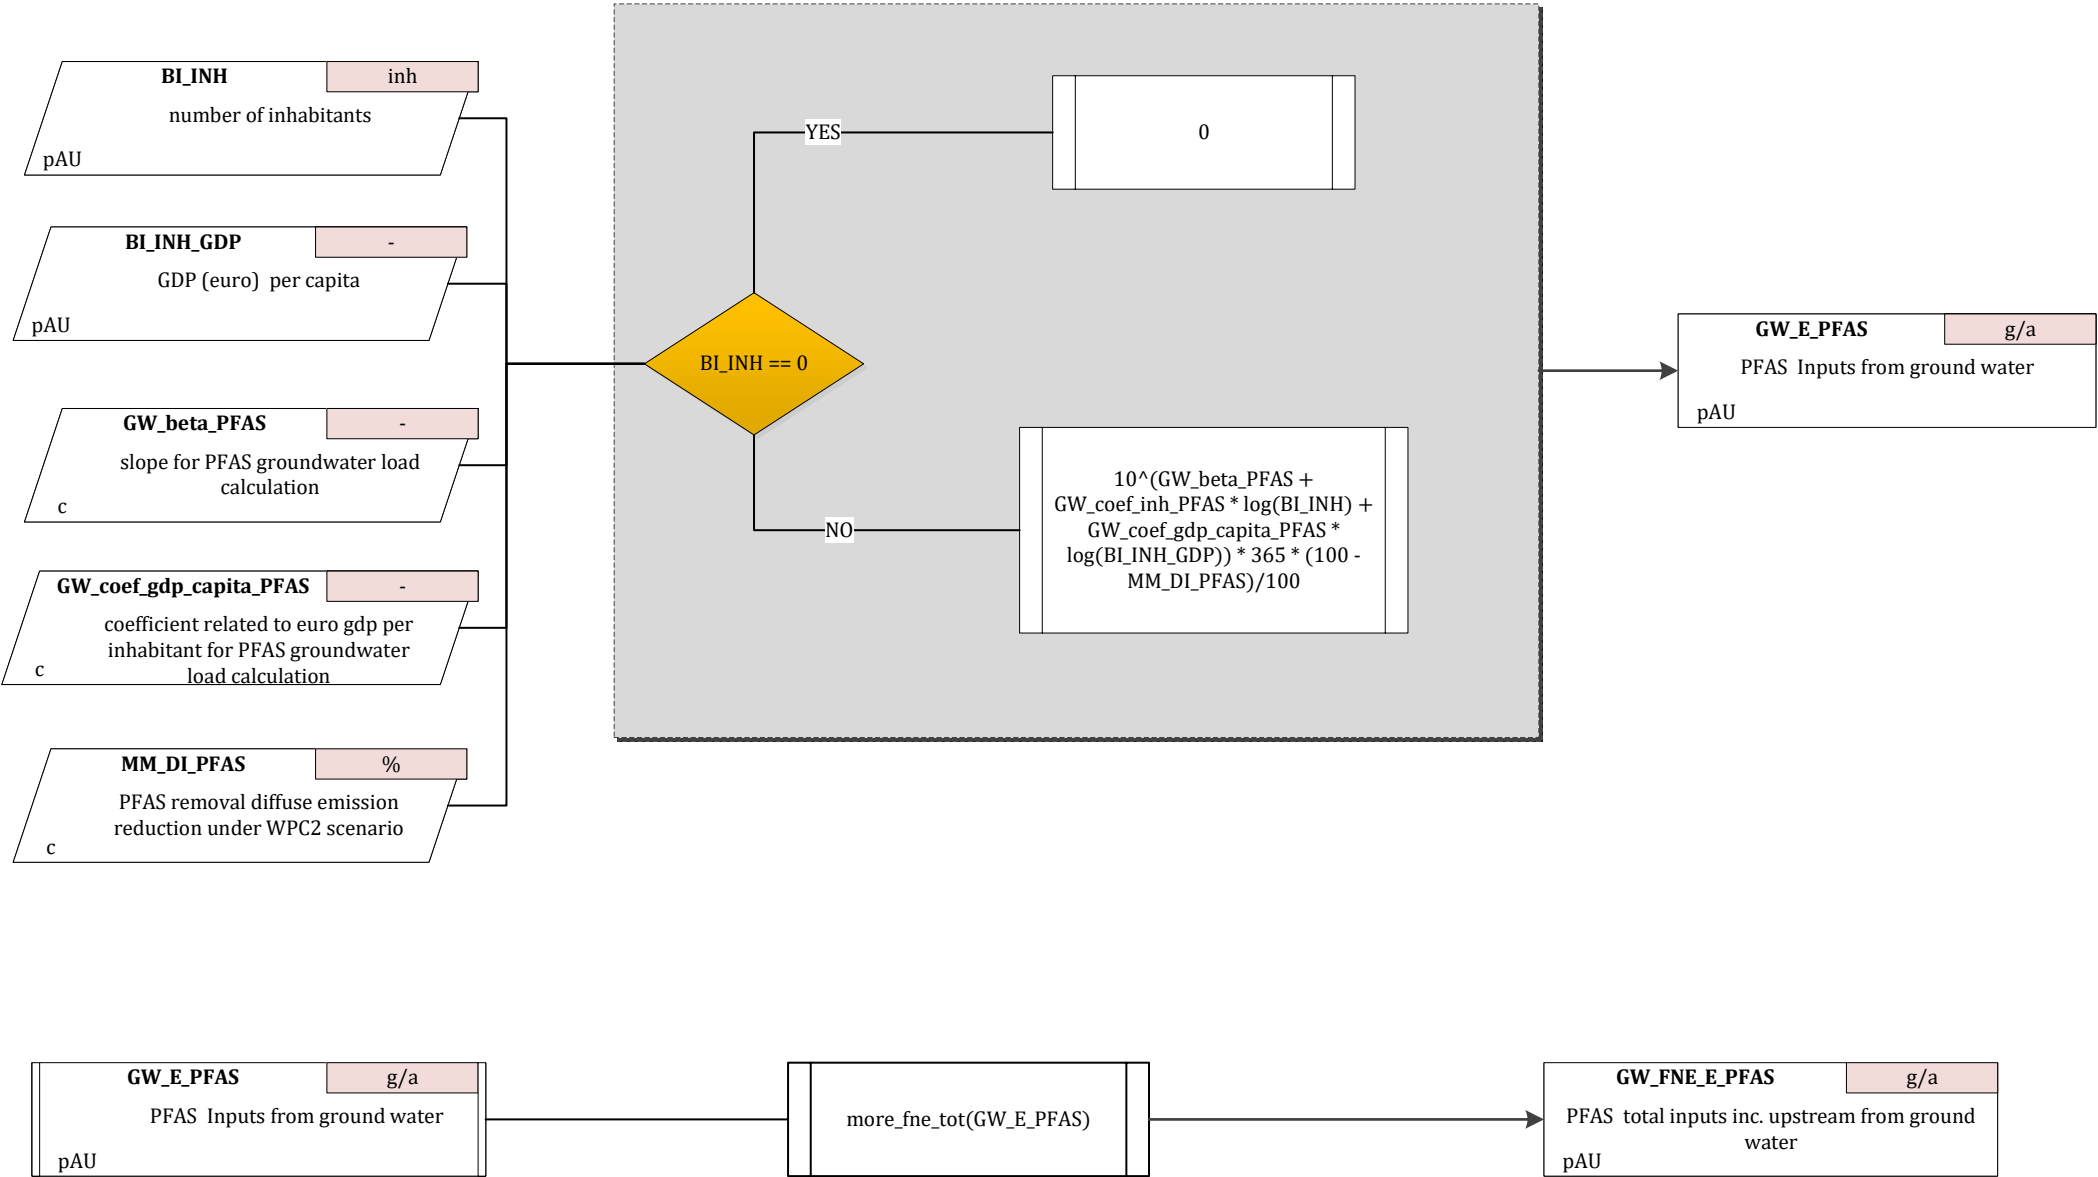 BI_INH
inh
number of inhabitants
pAU
BI_INH_GDP
-
GDP (euro)  per capita
pAU
GW_beta_PFAS
-
slope for PFAS groundwater load
calculation
c
GW_coef_gdp_capita_PFAS
-
coefficient related to euro gdp per
inhabitant for PFAS groundwater
load calculation
c
MM_DI_PFAS
%
PFAS removal diffuse emission
reduction under WPC2 scenario
c
BI_INH == 0
YES
0
NO
10^(GW_beta_PFAS +
GW_coef_inh_PFAS * log(BI_INH) +
GW_coef_gdp_capita_PFAS *
log(BI_INH_GDP)) * 365 * (100 -
MM_DI_PFAS)/100
GW_E_PFAS
g/a
PFAS  Inputs from ground water
pAU
GW_E_PFAS
g/a
PFAS  Inputs from ground water
pAU
more_fne_tot(GW_E_PFAS)
GW_FNE_E_PFAS
g/a
PFAS  total inputs inc. upstream from ground
water
pAU